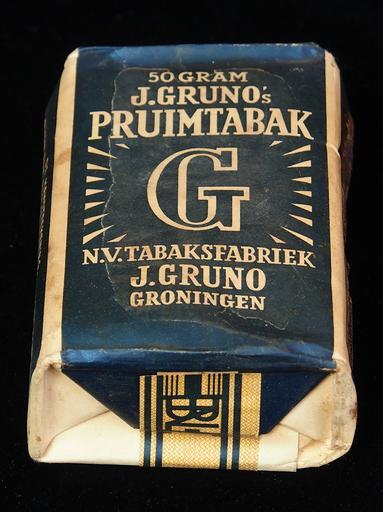 50 GRAM
J. GRUNO's
PRUIMTABAK
G
N.V. TABAKSFABRIEK
J. GRUNO
GRONINGEN